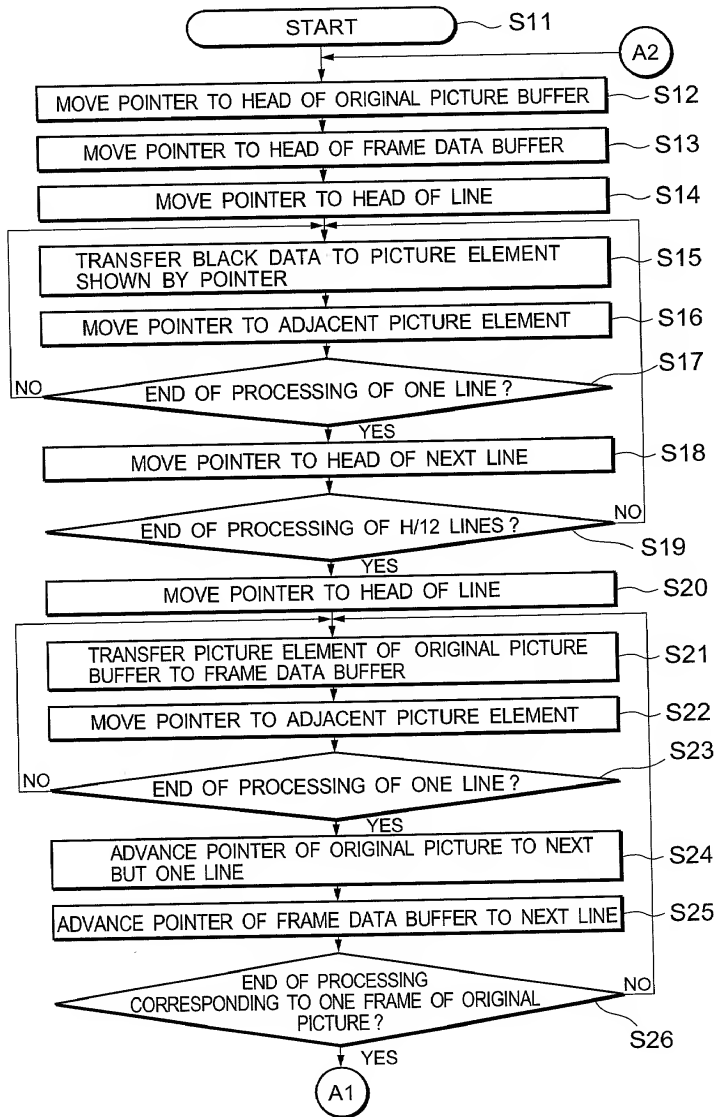 START
S11
A2
MOVE POINTER TO HEAD OF ORIGINAL PICTURE BUFFER
S12
MOVE POINTER TO HEAD OF FRAME DATA BUFFER
S13
MOVE POINTER TO HEAD OF LINE
S14
TRANSFER BLACK DATA TO PICTURE ELEMENT
SHOWN BY POINTER
S15
MOVE POINTER TO ADJACENT PICTURE ELEMENT
S16
S17
NO
END OF PROCESSING OF ONE LINE ?
YES
MOVE POINTER TO HEAD OF NEXT LINE
S18
NO
END OF PROCESSING OF H/12 LINES ?
S19
YES
MOVE POINTER TO HEAD OF LINE
S20
TRANSFER PICTURE ELEMENT OF ORIGINAL PICTURE
BUFFER TO FRAME DATA BUFFER
S21
MOVE POINTER TO ADJACENT PICTURE ELEMENT
S22
S23
NO
END OF PROCESSING OF ONE LINE ?
YES
ADVANCE POINTER OF ORIGINAL PICTURE TO NEXT
BUT ONE LINE
S24
ADVANCE POINTER OF FRAME DATA BUFFER TO NEXT LINE
S25
END OF PROCESSING
CORRESPONDING TO ONE FRAME OF ORIGINAL
PICTURE ?
NO
S26
YES
A1